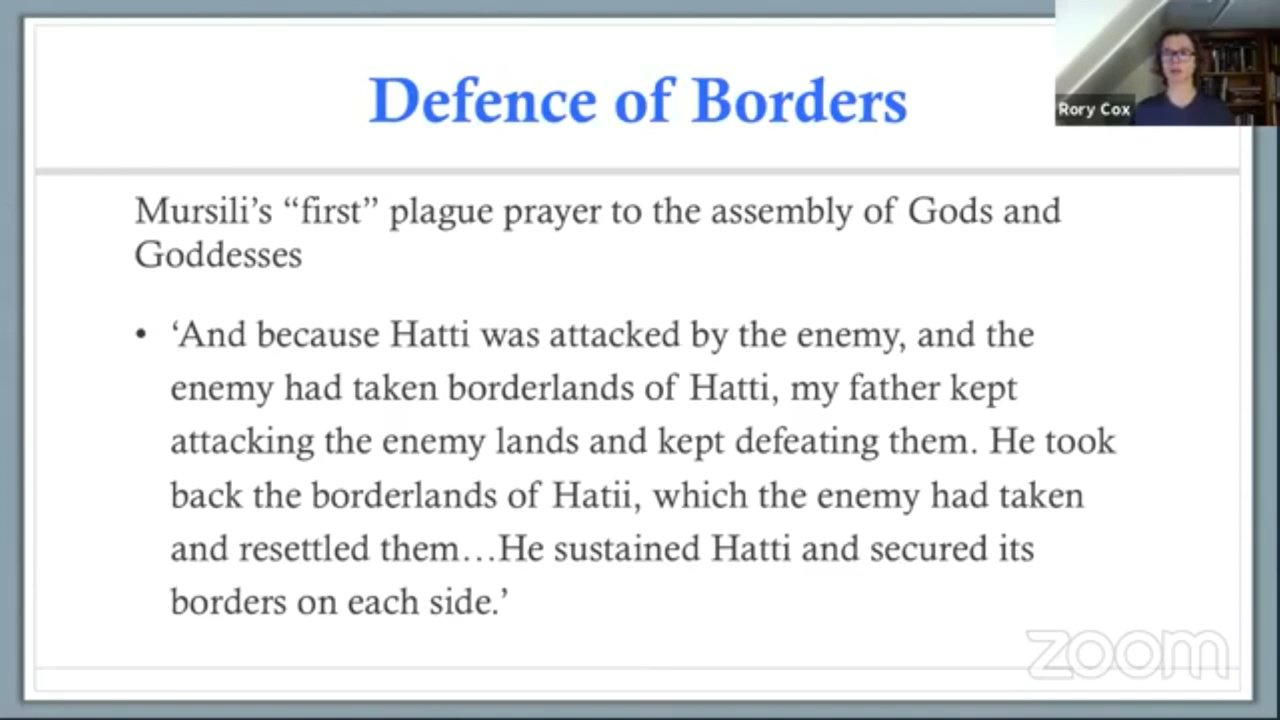 Defence of Borders
Rory Cox
Mursili’s “first” plague prayer to the assembly of Gods and
Goddesses
• ‘And because Hatti was attacked by the enemy, and the
enemy had taken borderlands of Hatti, my father kept
attacking the enemy lands and kept defeating them. He took
back the borderlands of Hatii, which the enemy had taken
and resettled them…He sustained Hatti and secured its
borders on each side.’
zoom